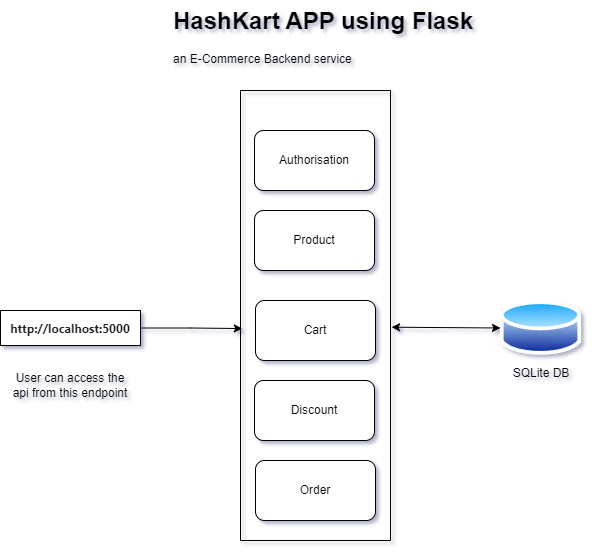 HashKart APP using Flask
an E-Commerce Backend service
Authorisation
Product
http://localhost:5000
Cart
User can access the
api from this endpoint
SQLite DB
Discount
Order